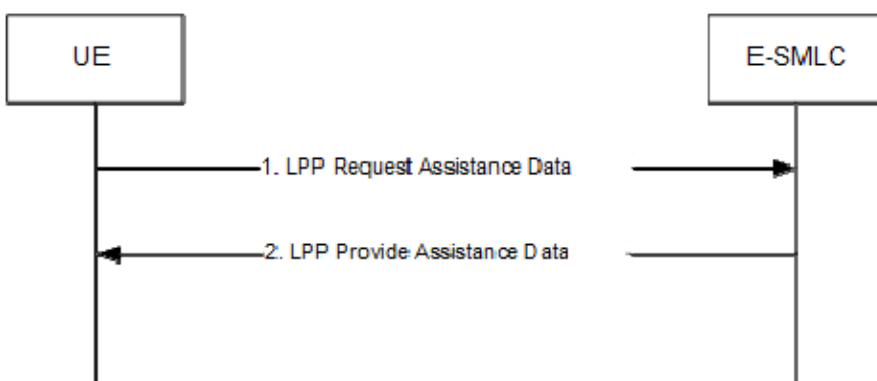 UE
E-SMLC
1. LPP Request Assistance Data
2. LPP Provide Assistance Data